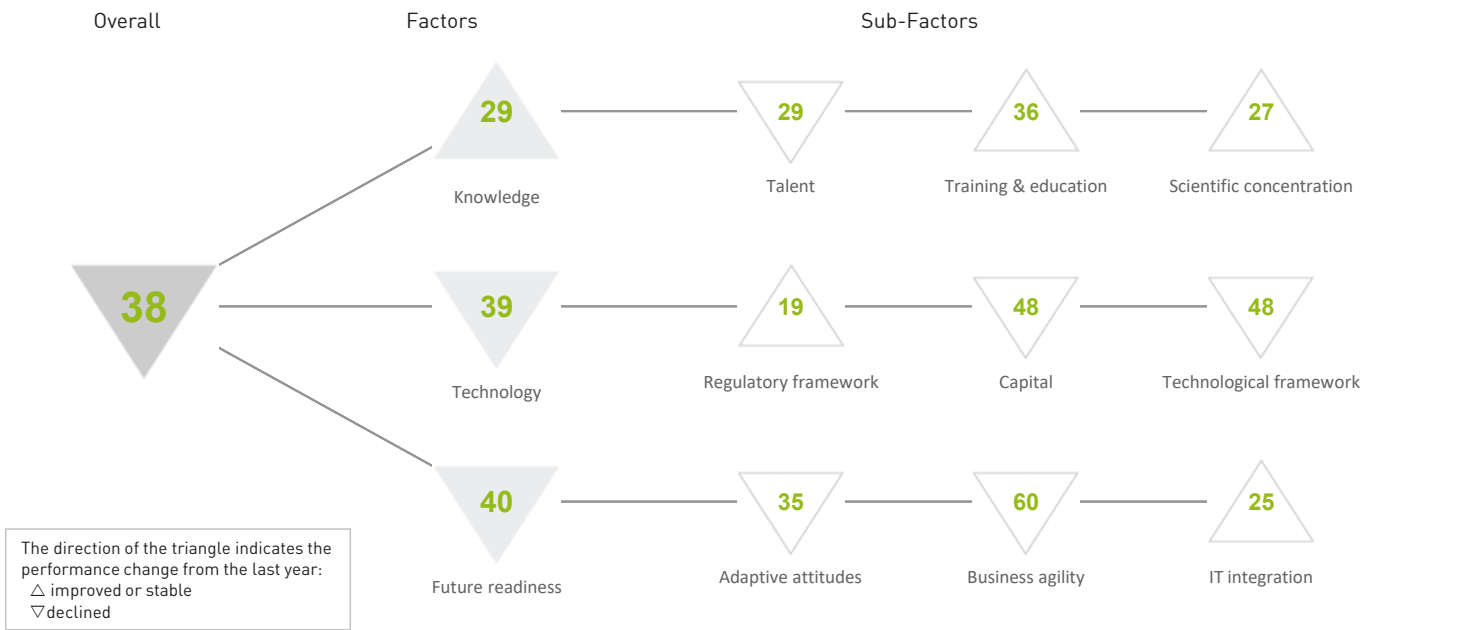 Overall
Factors
Sub-Factors
29
29
36
27
Knowledge
Talent
Training & education
Scientific concentration
38
39
19
48
48
Technology
Regulatory framework
Capital
Technological framework
40
35
60
25
Future readiness
Adaptive attitudes
Business agility
IT integration
The direction of the triangle indicates the
performance change from the last year:
△ improved or stable
▽ declined